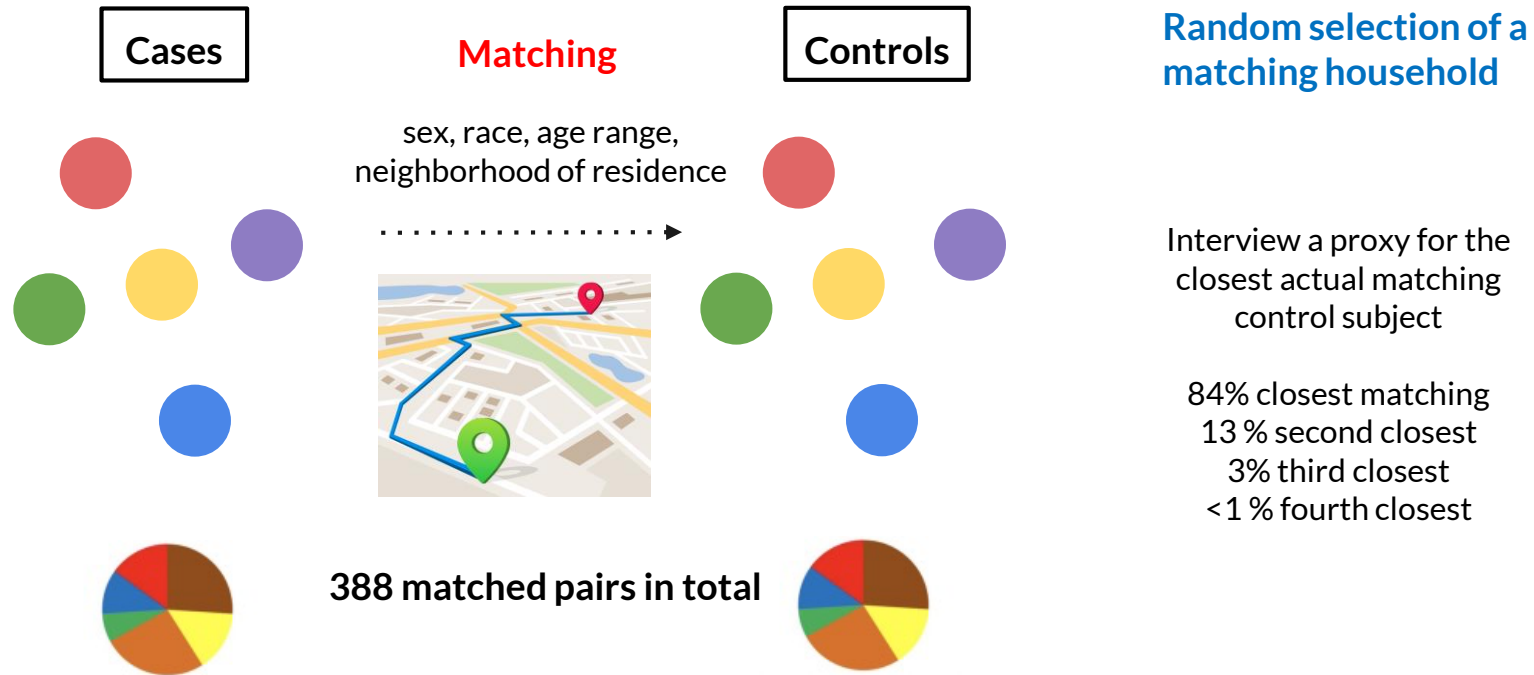 Cases
Matching
Controls
Random selection of a
matching household
sex, race, age range,
neighborhood of residence
Interview a proxy for the
closest actual matching
control subject
84% closest matching
13 % second closest
3% third closest
<1 % fourth closest
388 matched pairs in total